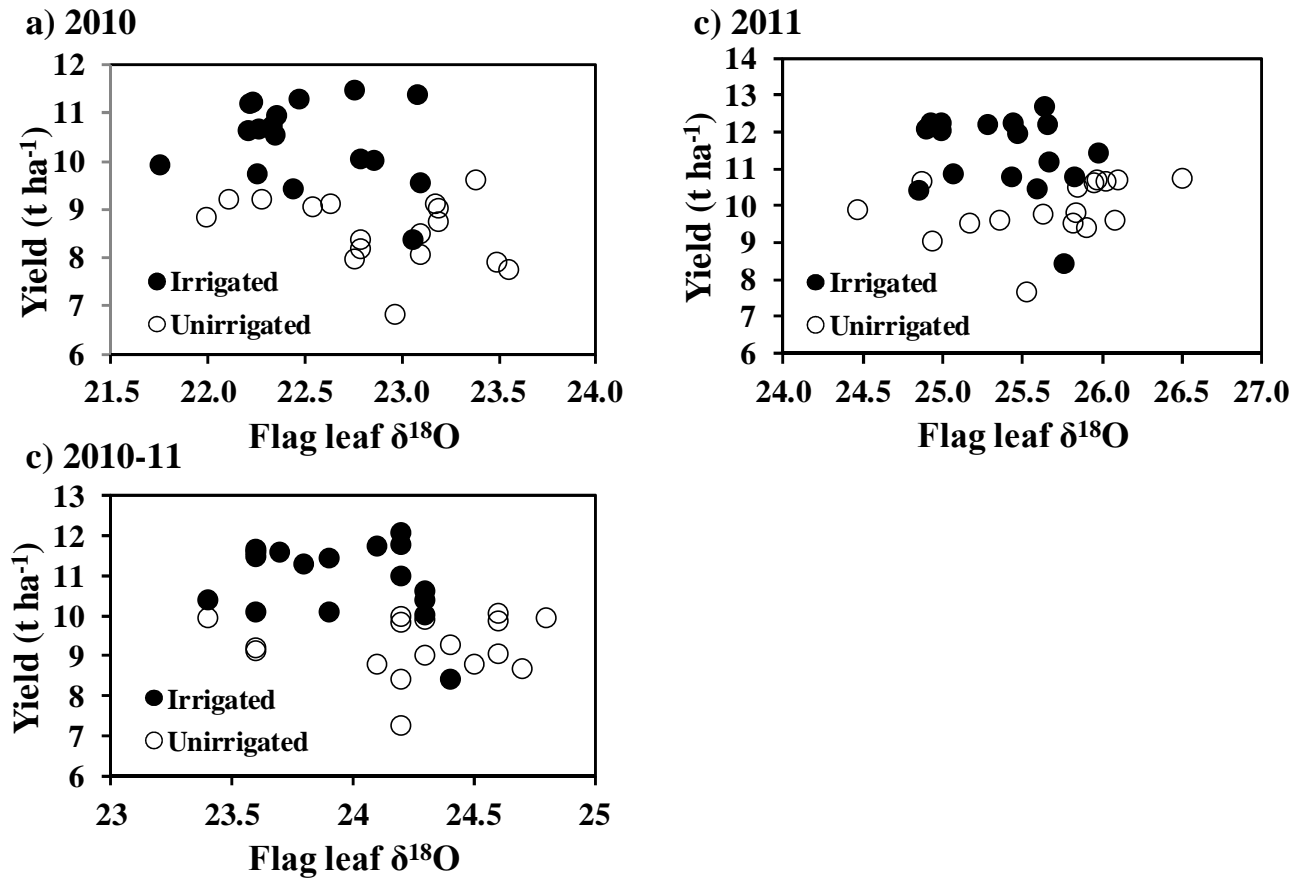 a) 2010
12
11
10
9
8
7
6
Yield (t ha⁻¹)
Irrigated
Unirrigated
21.5 22.0 22.5 23.0 23.5 24.0
Flag leaf δ¹⁸O
c) 2011
14
13
12
11
10
9
8
7
6
Yield (t ha⁻¹)
Irrigated
Unirrigated
24.0 24.5 25.0 25.5 26.0 26.5 27.0
Flag leaf δ¹⁸O
c) 2010-11
13
12
11
10
9
8
7
6
Yield (t ha⁻¹)
Irrigated
Unirrigated
23 23.5 24 24.5 25
Flag leaf δ¹⁸O